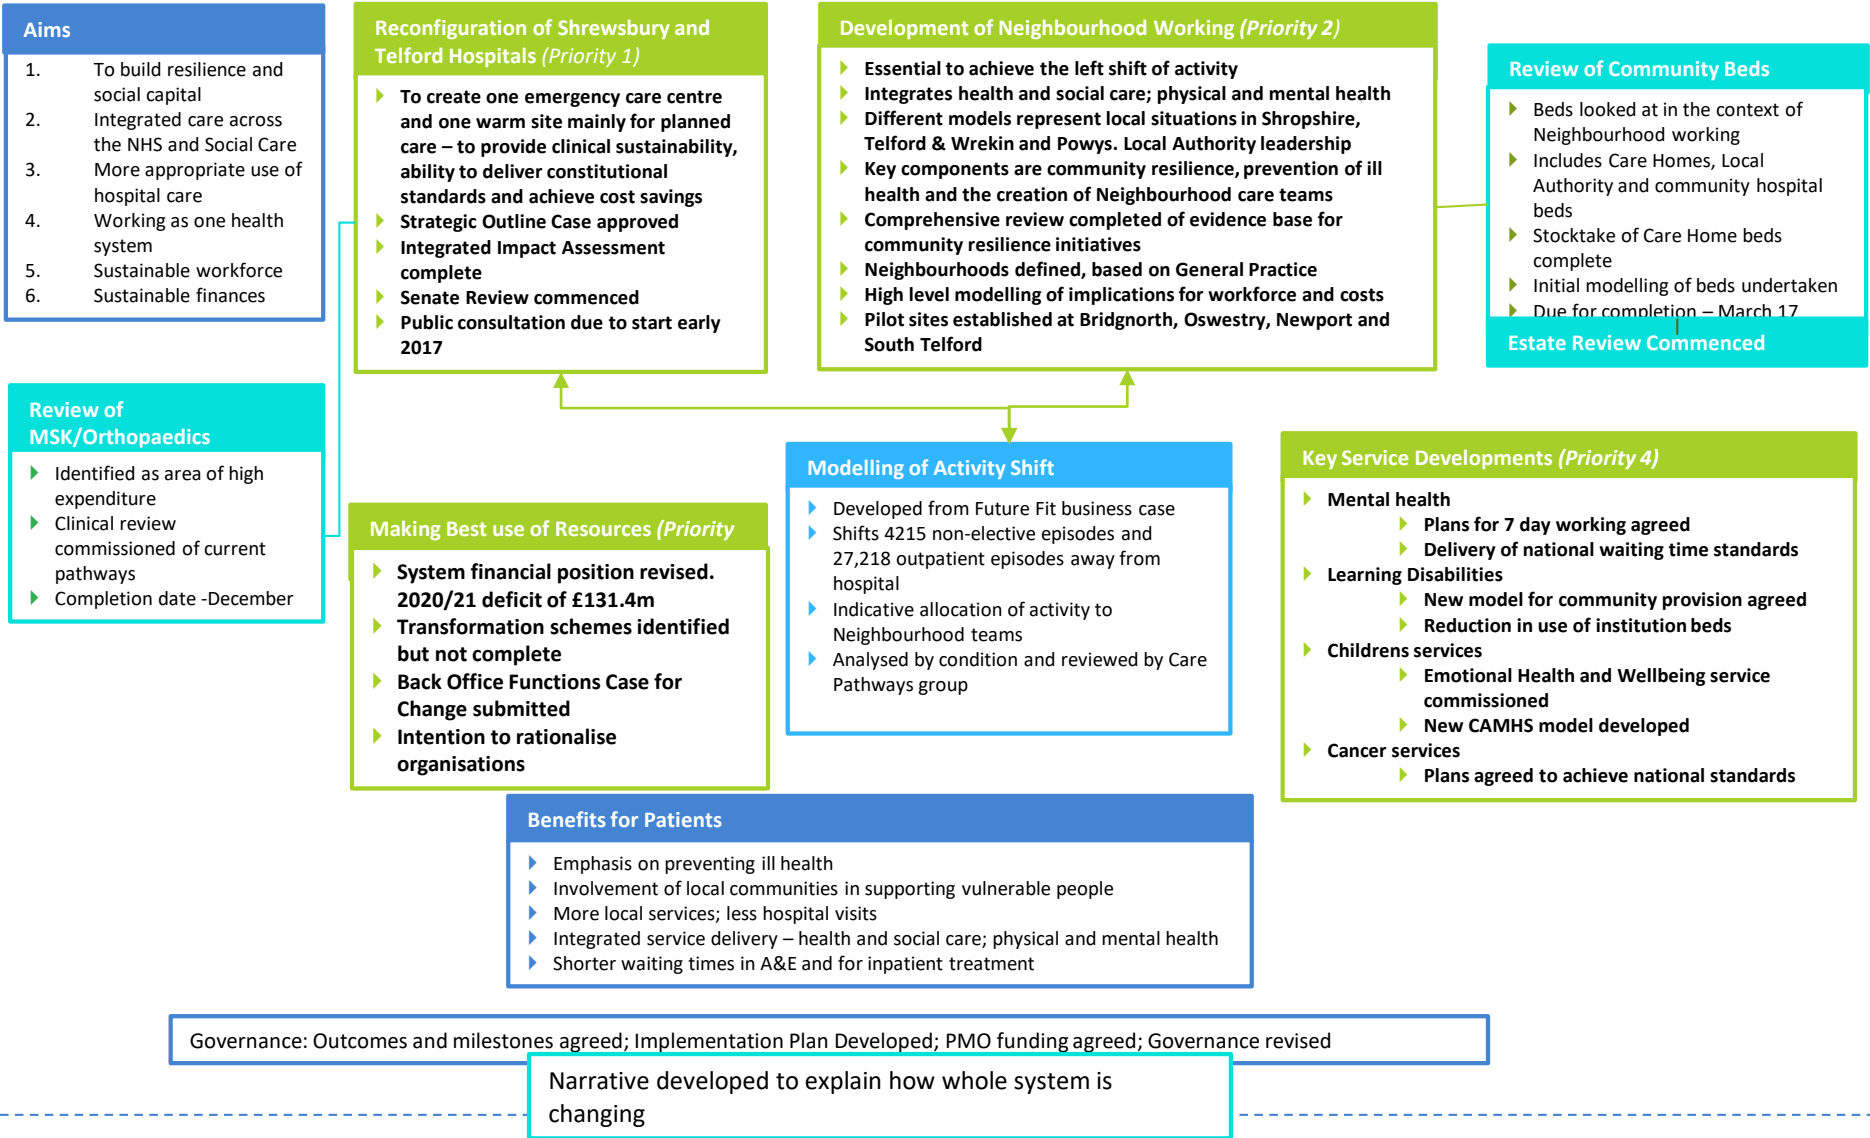 Aims
1. To build resilience and
social capital
2. Integrated care across
the NHS and Social Care
3. More appropriate use of
hospital care
4. Working as one health
system
5. Sustainable workforce
6. Sustainable finances
Reconfiguration of Shrewsbury and
Telford Hospitals (Priority 1)
To create one emergency care centre
and one warm site mainly for planned
care – to provide clinical sustainability,
ability to deliver constitutional
standards and achieve cost savings
Strategic Outline Case approved
Integrated Impact Assessment
complete
Senate Review commenced
Public consultation due to start early
2017
Development of Neighbourhood Working (Priority 2)
Essential to achieve the left shift of activity
Integrates health and social care; physical and mental health
Different models represent local situations in Shropshire,
Telford & Wrekin and Powys. Local Authority leadership
Key components are community resilience, prevention of ill
health and the creation of Neighbourhood care teams
Comprehensive review completed of evidence base for
community resilience initiatives
Neighbourhoods defined, based on General Practice
High level modelling of implications for workforce and costs
Pilot sites established at Bridgnorth, Oswestry, Newport and
South Telford
Review of Community Beds
Beds looked at in the context of
Neighbourhood working
Includes Care Homes, Local
Authority and community hospital
beds
Stocktake of Care Home beds
complete
Initial modelling of beds undertaken
Due for completion – March 17
Estate Review Commenced
Review of
MSK/Orthopaedics
Identified as area of high
expenditure
Clinical review
commissioned of current
pathways
Completion date -December
Making Best use of Resources (Priority
System financial position revised.
2020/21 deficit of £131.4m
Transformation schemes identified
but not complete
Back Office Functions Case for
Change submitted
Intention to rationalise
organisations
Modelling of Activity Shift
Developed from Future Fit business case
Shifts 4215 non-elective episodes and
27,218 outpatient episodes away from
hospital
Indicative allocation of activity to
Neighbourhood teams
Analysed by condition and reviewed by Care
Pathways group
Key Service Developments (Priority 4)
Mental health
Plans for 7 day working agreed
Delivery of national waiting time standards
Learning Disabilities
New model for community provision agreed
Reduction in use of institution beds
Childrens services
Emotional Health and Wellbeing service
commissioned
New CAMHS model developed
Cancer services
Plans agreed to achieve national standards
Benefits for Patients
Emphasis on preventing ill health
Involvement of local communities in supporting vulnerable people
More local services; less hospital visits
Integrated service delivery – health and social care; physical and mental health
Shorter waiting times in A&E and for inpatient treatment
Governance: Outcomes and milestones agreed; Implementation Plan Developed; PMO funding agreed; Governance revised
Narrative developed to explain how whole system is
changing